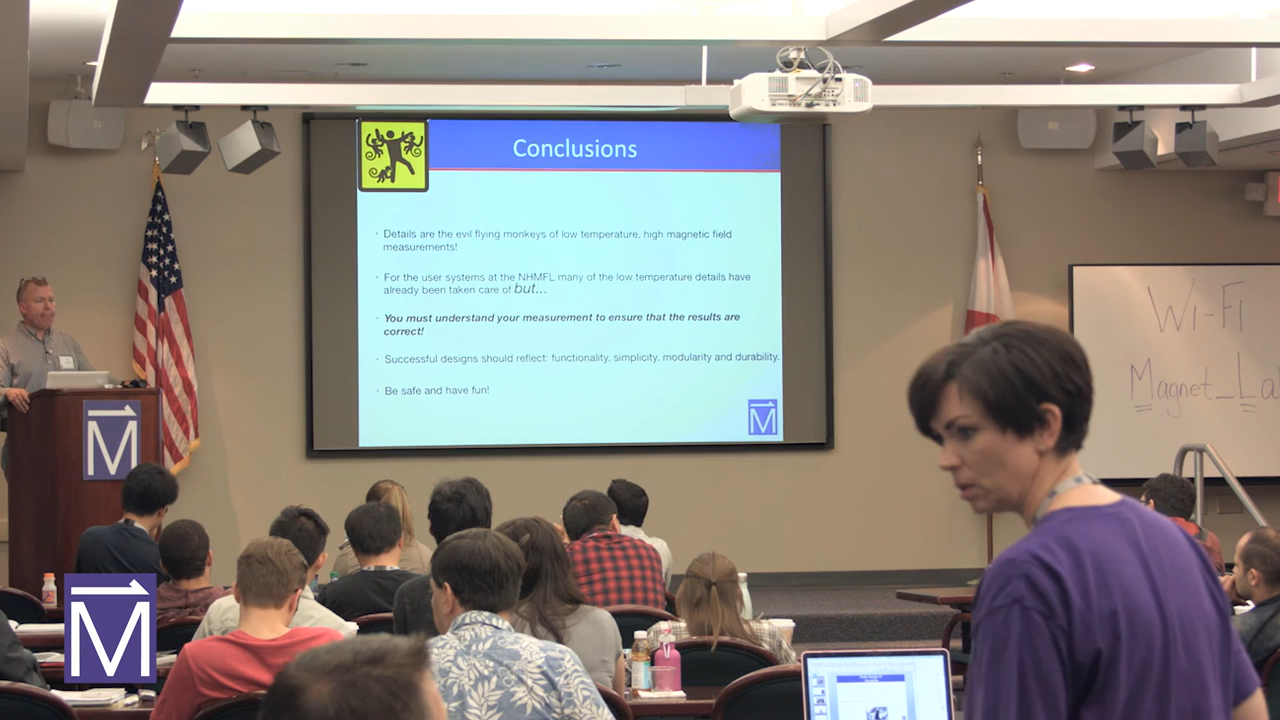 Conclusions
· Details are the evil flying monkeys of low temperature, high magnetic field
measurements!
· For the user systems at the NHMFL many of the low temperature details have
already been taken care of but...
· You must understand your measurement to ensure that the results are
correct!
· Successful designs should reflect: functionality, simplicity, modularity and durability.
· Be safe and have fun!
M
Wi-Fi
Magnet_La
M
M